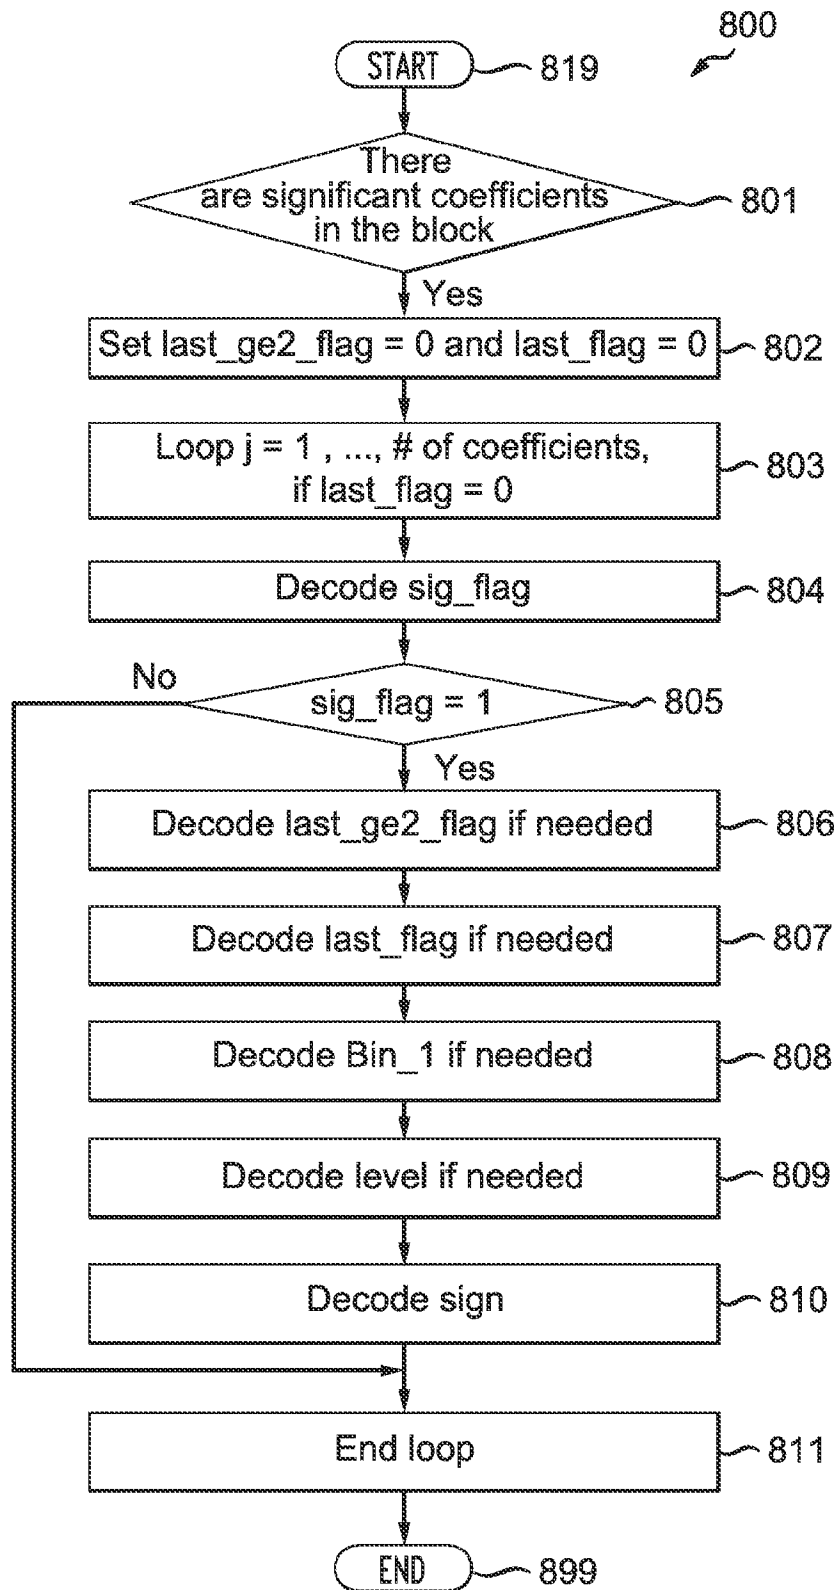 800
START
819
There
are significant coefficients
in the block
801
Yes
Set last_ge2_flag = 0 and last_flag = 0
802
Loop j = 1 , ..., # of coefficients,
if last_flag = 0
803
Decode sig_flag
804
No
sig_flag = 1
805
Yes
Decode last_ge2_flag if needed
806
Decode last_flag if needed
807
Decode Bin_1 if needed
808
Decode level if needed
809
Decode sign
810
End loop
811
END
899